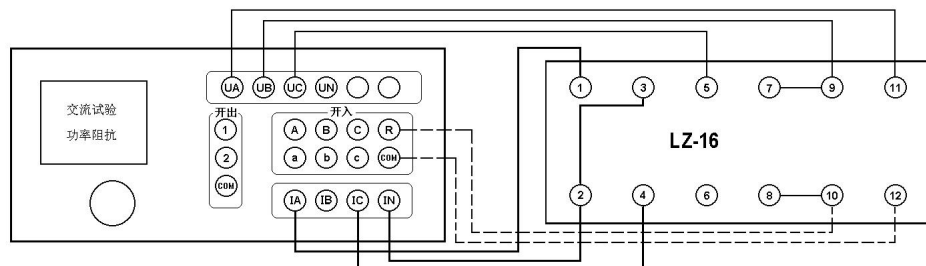 UA UB UC UN
交流试验
功率阻抗
开出
1
2
COM
开入
A B C R
a b c COM
IA IB IC IN
1 3 5 7 9 11
LZ-16
2 4 6 8 10 12